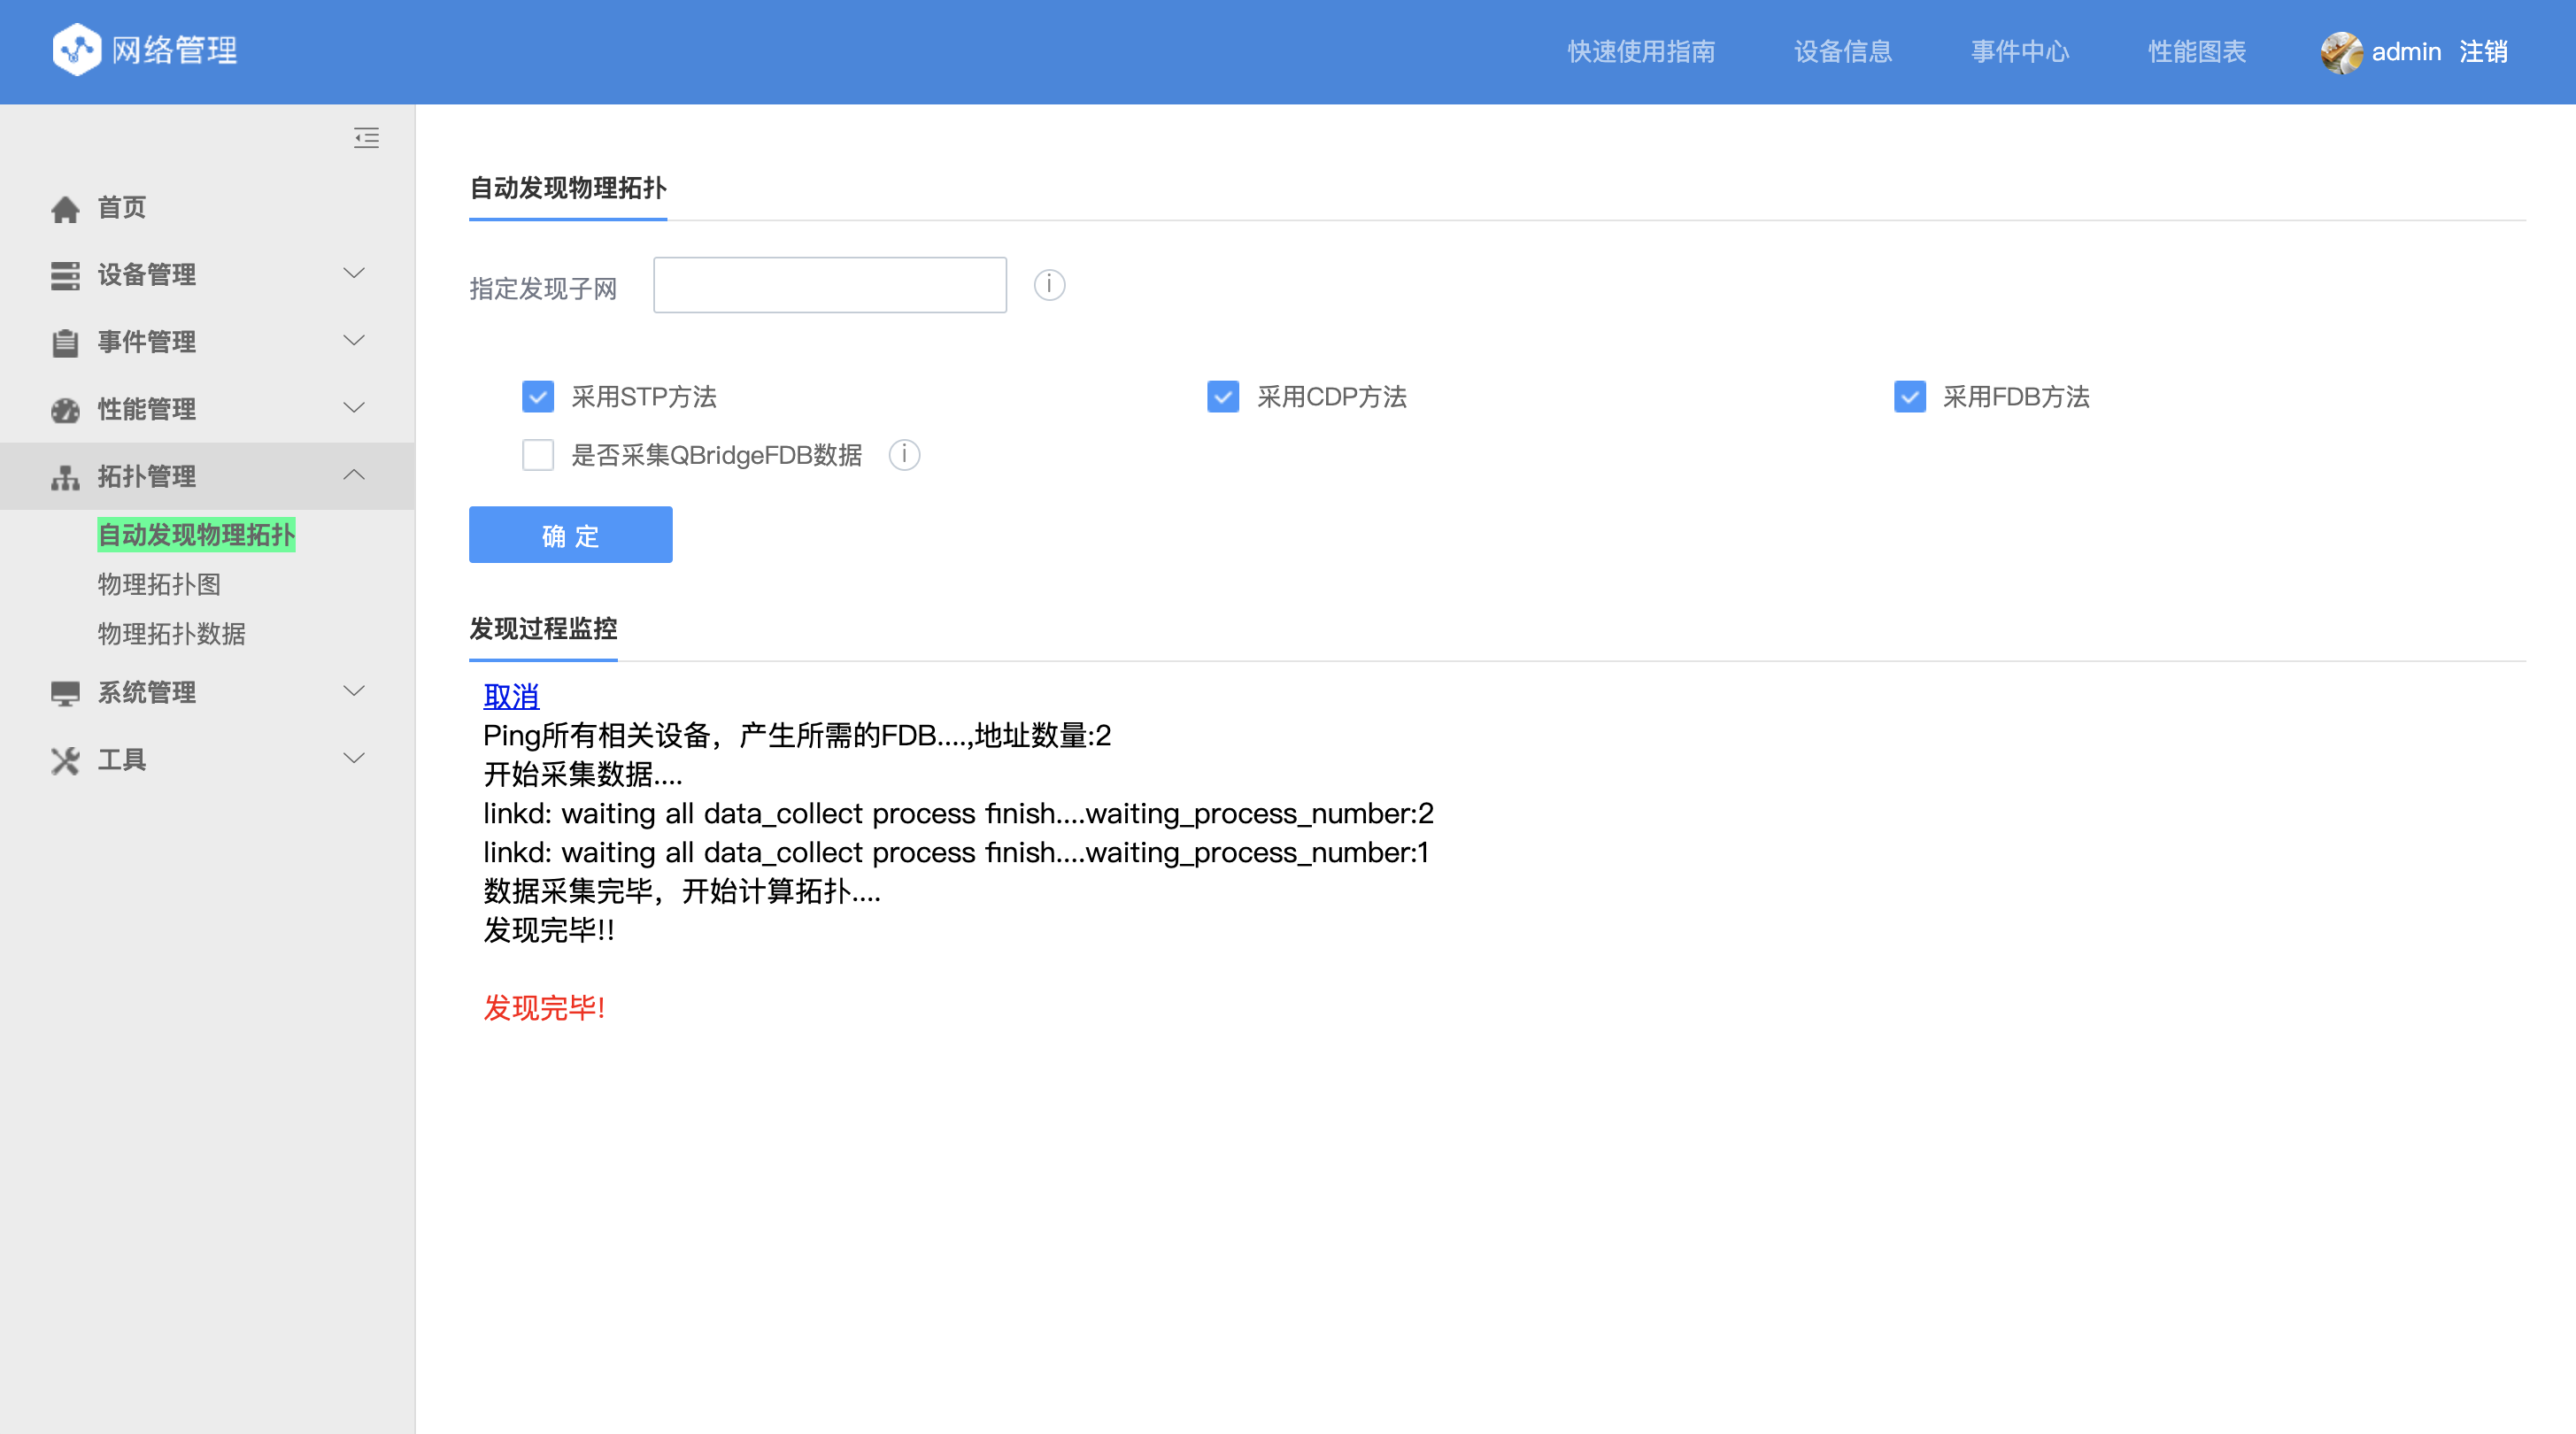 网络管理
快速使用指南
设备信息
事件中心
性能图表
admin 注销
首页
设备管理
事件管理
性能管理
拓扑管理
自动发现物理拓扑
物理拓扑图
物理拓扑数据
系统管理
工具
自动发现物理拓扑
指定发现子网
采用STP方法
采用CDP方法
采用FDB方法
是否采集QBridgeFDB数据
确 定
发现过程监控
取消
Ping所有相关设备，产生所需的FDB....,地址数量:2
开始采集数据....
linkd: waiting all data_collect process finish....waiting_process_number:2
linkd: waiting all data_collect process finish....waiting_process_number:1
数据采集完毕，开始计算拓扑....
发现完毕!!
发现完毕!